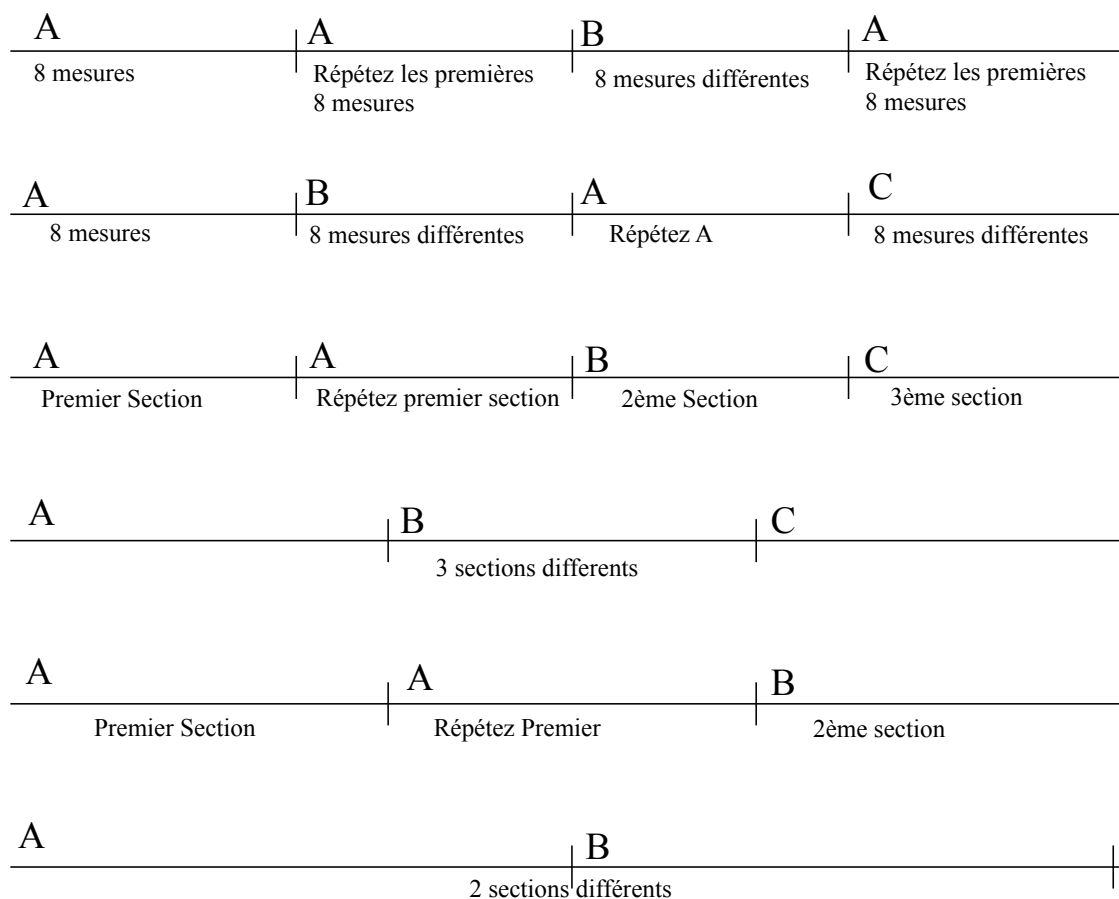 A A B A
8 mesures Répétez les premières 8 mesures différentes Répétez les premières
8 mesures 8 mesures
A B A C
8 mesures 8 mesures différentes Répétez A 8 mesures différentes
A A B C
Premier Section Répétez premier section 2ème Section 3ème section
A B C
3 sections differents
A A B
Premier Section Répétez Premier 2ème section
A B
2 sections différents